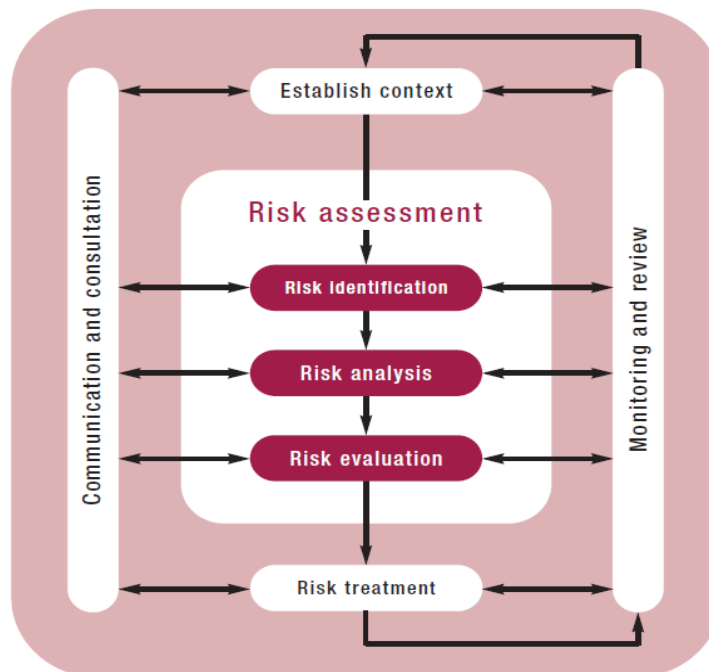 Establish context
Communication and consultation
Monitoring and review
Risk assessment
Risk identification
Risk analysis
Risk evaluation
Risk treatment